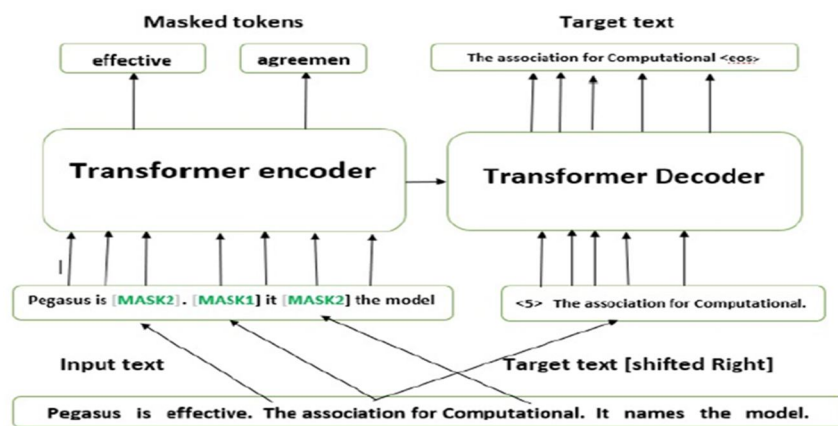 Masked tokens
Target text
effective
agreemen
The association for Computational <eos>
Transformer encoder
Transformer Decoder
Pegasus is [MASK2]. [MASK1] it [MASK2] the model
<5> The association for Computational.
Input text
Target text [shifted Right]
Pegasus is effective. The association for Computational. It names the model.